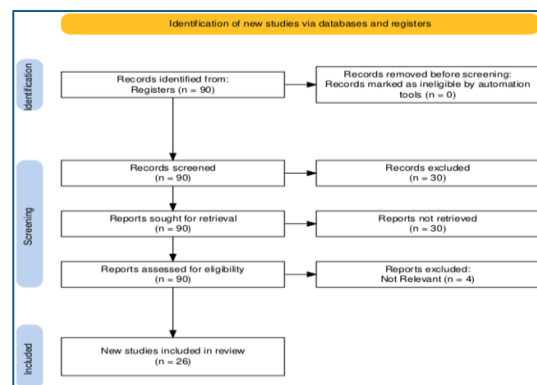 Identification of new studies via databases and registers
Identification
Records identified from:
Registers (n = 90)
Records removed before screening:
Records marked as ineligible by automation
tools (n = 0)
Screening
Records screened
(n = 90)
Records excluded
(n = 30)
Reports sought for retrieval
(n = 90)
Reports not retrieved
(n = 30)
Reports assessed for eligibility
(n = 90)
Reports excluded:
Not Relevant (n = 4)
Included
New studies included in review
(n = 26)